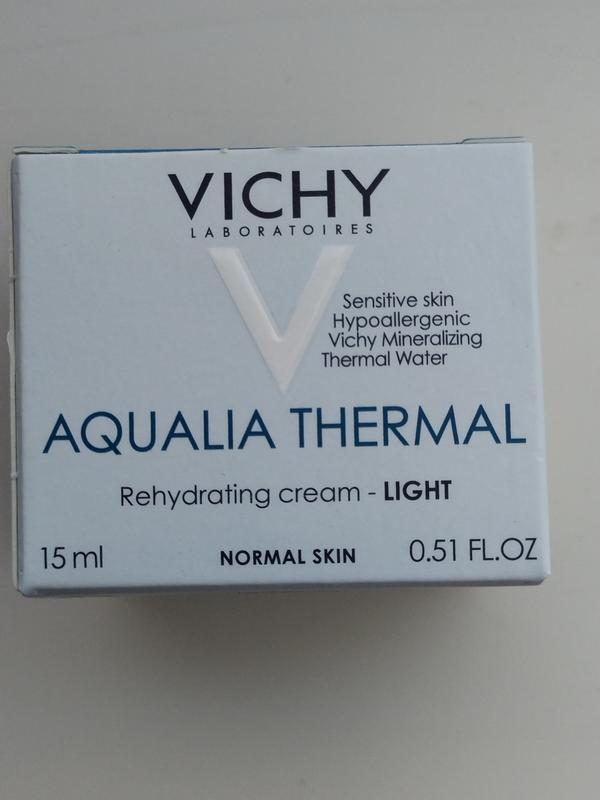 VICHY
LABORATOIRES
Sensitive skin
Hypoallergenic
Vichy Mineralizing
Thermal Water
AQUALIA THERMAL
Rehydrating cream - LIGHT
15 ml NORMAL SKIN 0.51 FL.OZ